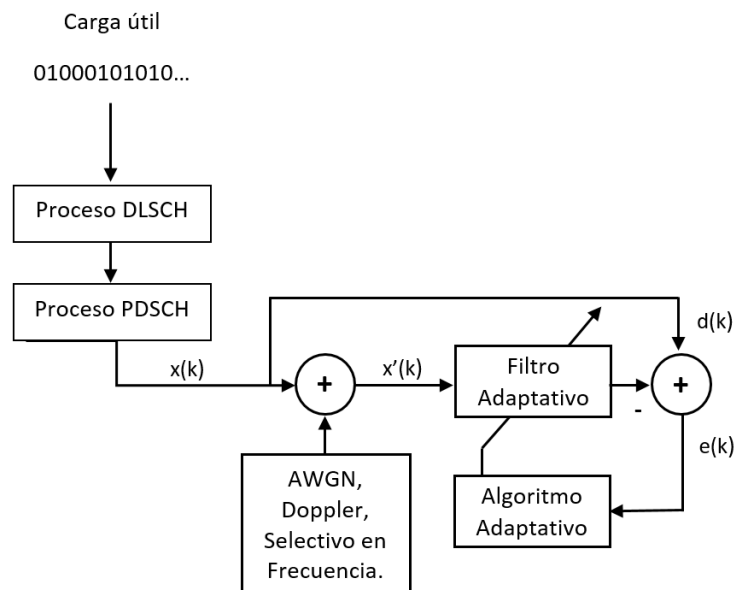 Carga útil
01000101010...
Proceso DLSCH
Proceso PDSCH
x(k)
+
x'(k)
Filtro
Adaptativo
d(k)
+
-
e(k)
AWGN,
Doppler,
Selectivo en
Frecuencia.
Algoritmo
Adaptativo